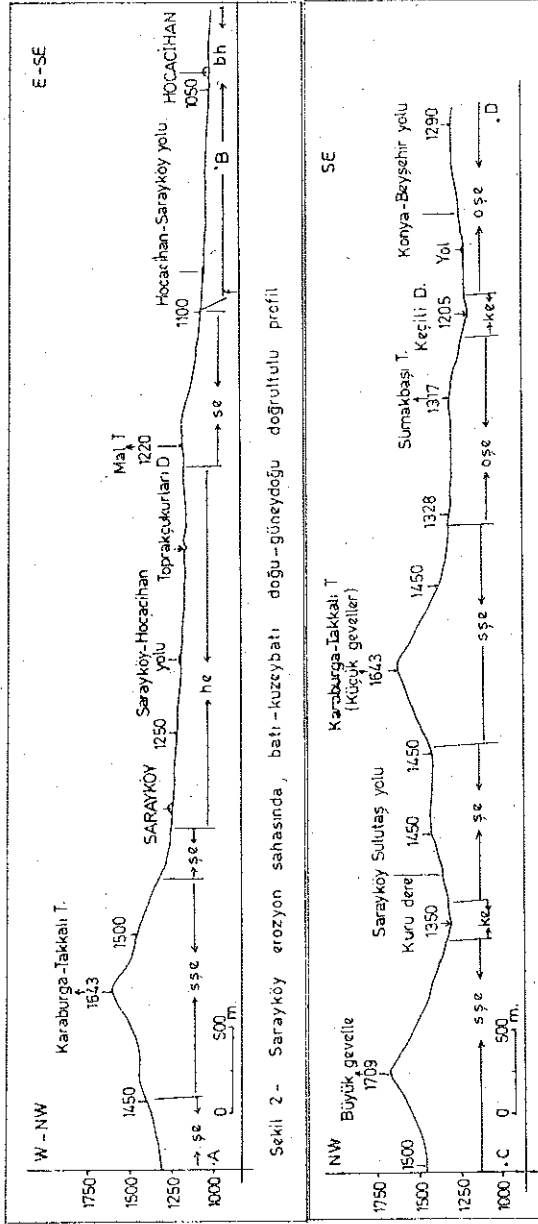 W-NW
E-SE
1750
1500
1250
1000
Karaburga-Takkalı T.
1643
1450
1500
SARAYKÖY
1250
Sarayköy-Hocacihan
yolu
Toprakçukurları D
Mal T
1220
1100
Hocacihan-Sarayköy yolu
1050
HOCACİHAN
şe
sşe
şe
he
se
bh
.A
.B
0 500
m.
Sekil 2- Sarayköy erozyon sahasında, batı-kuzeybatı doğu-güneydoğu doğrultulu profil
NW
SE
1750
1500
1250
1000
1500
Büyük gevelle
1709
Kuru dere
1350
Sarayköy Sulutaş yolu
1450
1450
Karaburga-Takkalı T
(Küçük geveller)
1643
1450
1328
Sumakbaşı T.
1317
Keçili D.
1205
Yol
Konya-Beyşehir yolu
1290
sşe
ke
şe
sşe
oşe
ke
oşe
.C
.D
0 500
m.